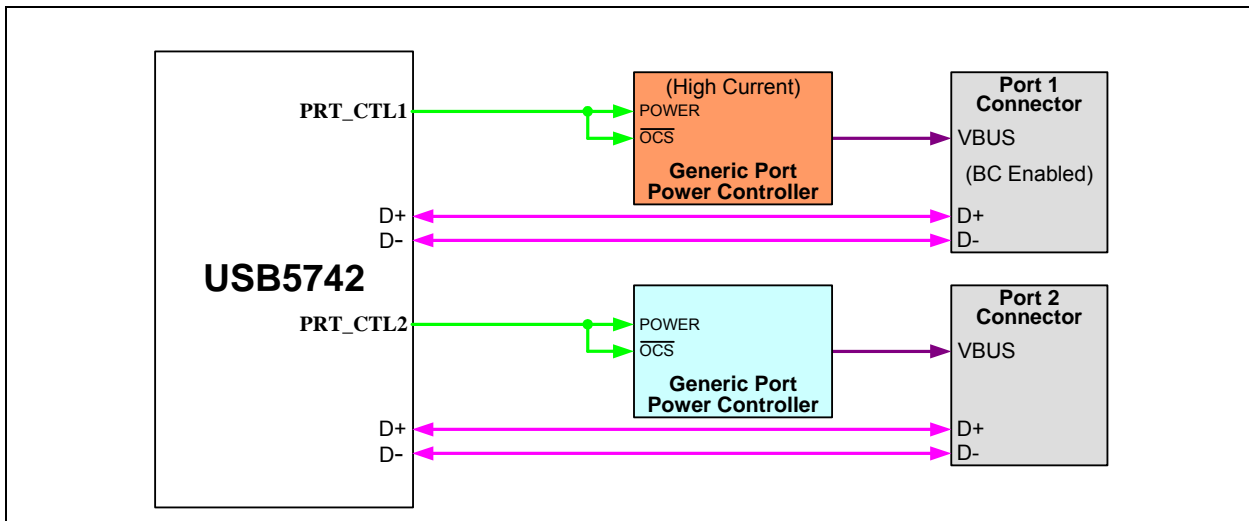 USB5742
PRT_CTL1
D+
D-
PRT_CTL2
D+
D-
(High Current)
POWER
OCS
Generic Port
Power Controller
Port 1
Connector
VBUS
(BC Enabled)
D+
D-
POWER
OCS
Generic Port
Power Controller
Port 2
Connector
VBUS
D+
D-